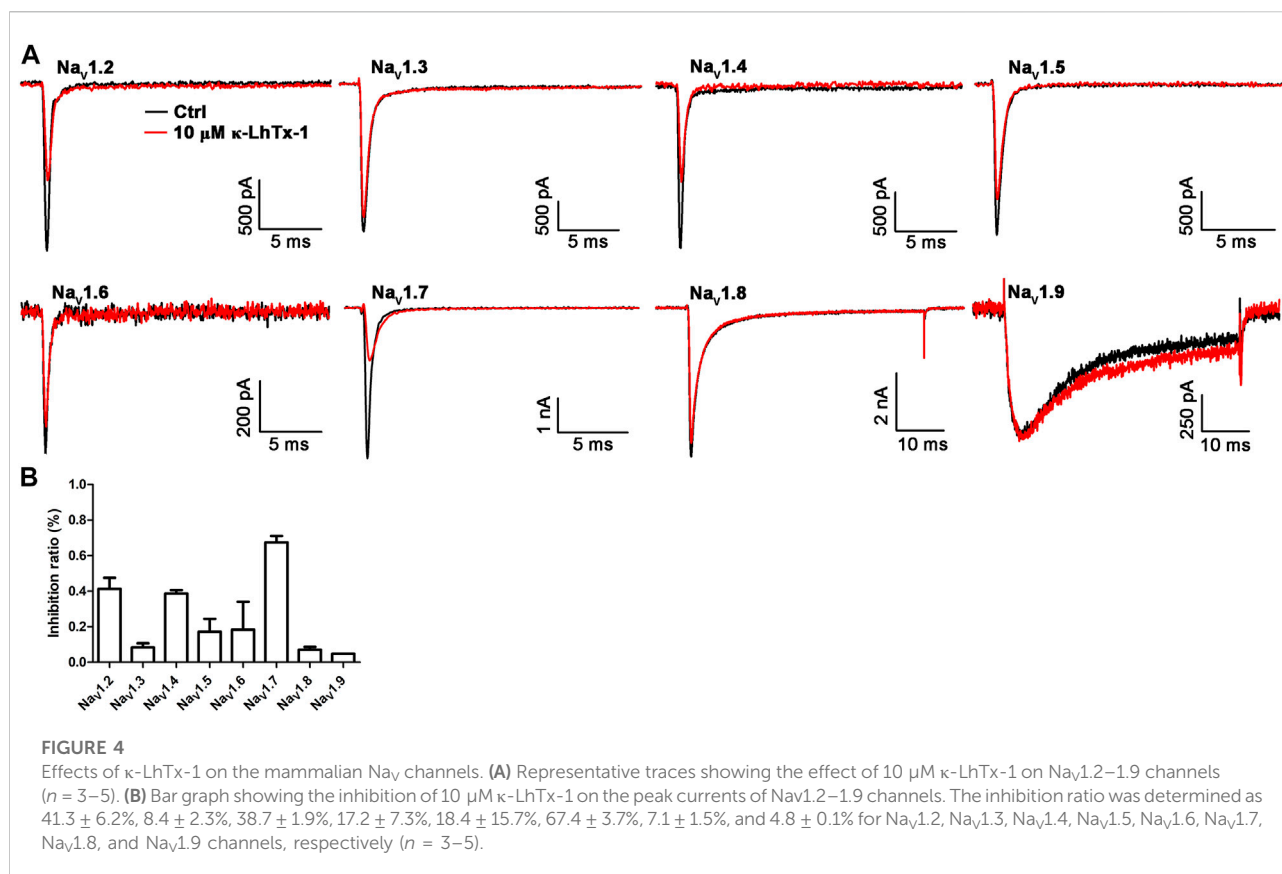 A
NaV1.2
NaV1.3
NaV1.4
NaV1.5
Ctrl
10 μM κ-LhTx-1
500 pA
5 ms
500 pA
5 ms
500 pA
5 ms
500 pA
5 ms
NaV1.6
NaV1.7
NaV1.8
NaV1.9
200 pA
5 ms
1 nA
5 ms
2 nA
10 ms
250 pA
10 ms
B
Inhibition ratio (%)
1.0
0.8
0.6
0.4
0.2
0.0
NaV1.2
NaV1.3
NaV1.4
NaV1.5
NaV1.6
NaV1.7
NaV1.8
NaV1.9
FIGURE 4
Effects of κ-LhTx-1 on the mammalian NaV channels. (A) Representative traces showing the effect of 10 μM κ-LhTx-1 on NaV1.2–1.9 channels
(n = 3–5). (B) Bar graph showing the inhibition of 10 μM κ-LhTx-1 on the peak currents of Nav1.2–1.9 channels. The inhibition ratio was determined as
41.3 ± 6.2%, 8.4 ± 2.3%, 38.7 ± 1.9%, 17.2 ± 7.3%, 18.4 ± 15.7%, 67.4 ± 3.7%, 7.1 ± 1.5%, and 4.8 ± 0.1% for NaV1.2, NaV1.3, NaV1.4, NaV1.5, NaV1.6, NaV1.7,
NaV1.8, and NaV1.9 channels, respectively (n = 3–5).